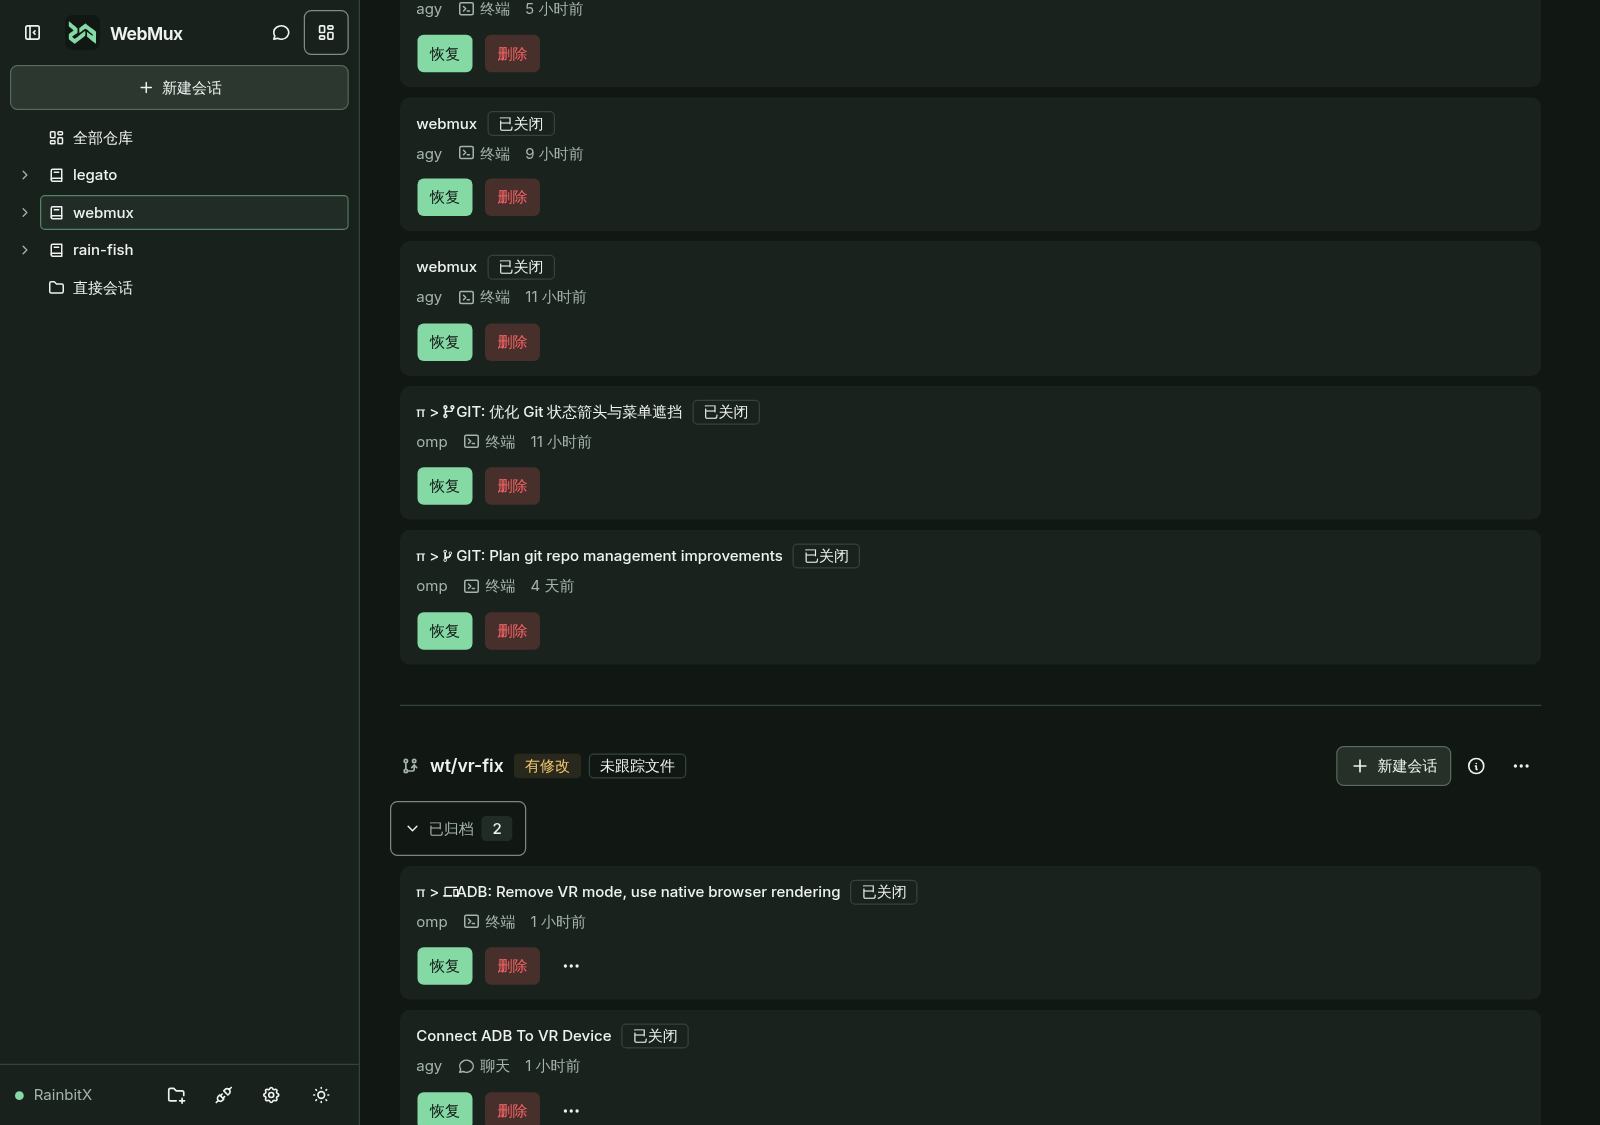 WebMux
新建会话
全部仓库
legato
webmux
rain-fish
直接会话
RainbitX
agy 终端 5 小时前
恢复 删除
webmux 已关闭
agy 终端 9 小时前
恢复 删除
webmux 已关闭
agy 终端 11 小时前
恢复 删除
π > GIT: 优化 Git 状态箭头与菜单遮挡 已关闭
omp 终端 11 小时前
恢复 删除
π > GIT: Plan git repo management improvements 已关闭
omp 终端 4 天前
恢复 删除
wt/vr-fix 有修改 未跟踪文件 新建会话
已归档 2
π > ADB: Remove VR mode, use native browser rendering 已关闭
omp 终端 1 小时前
恢复 删除
Connect ADB To VR Device 已关闭
agy 聊天 1 小时前
恢复 删除